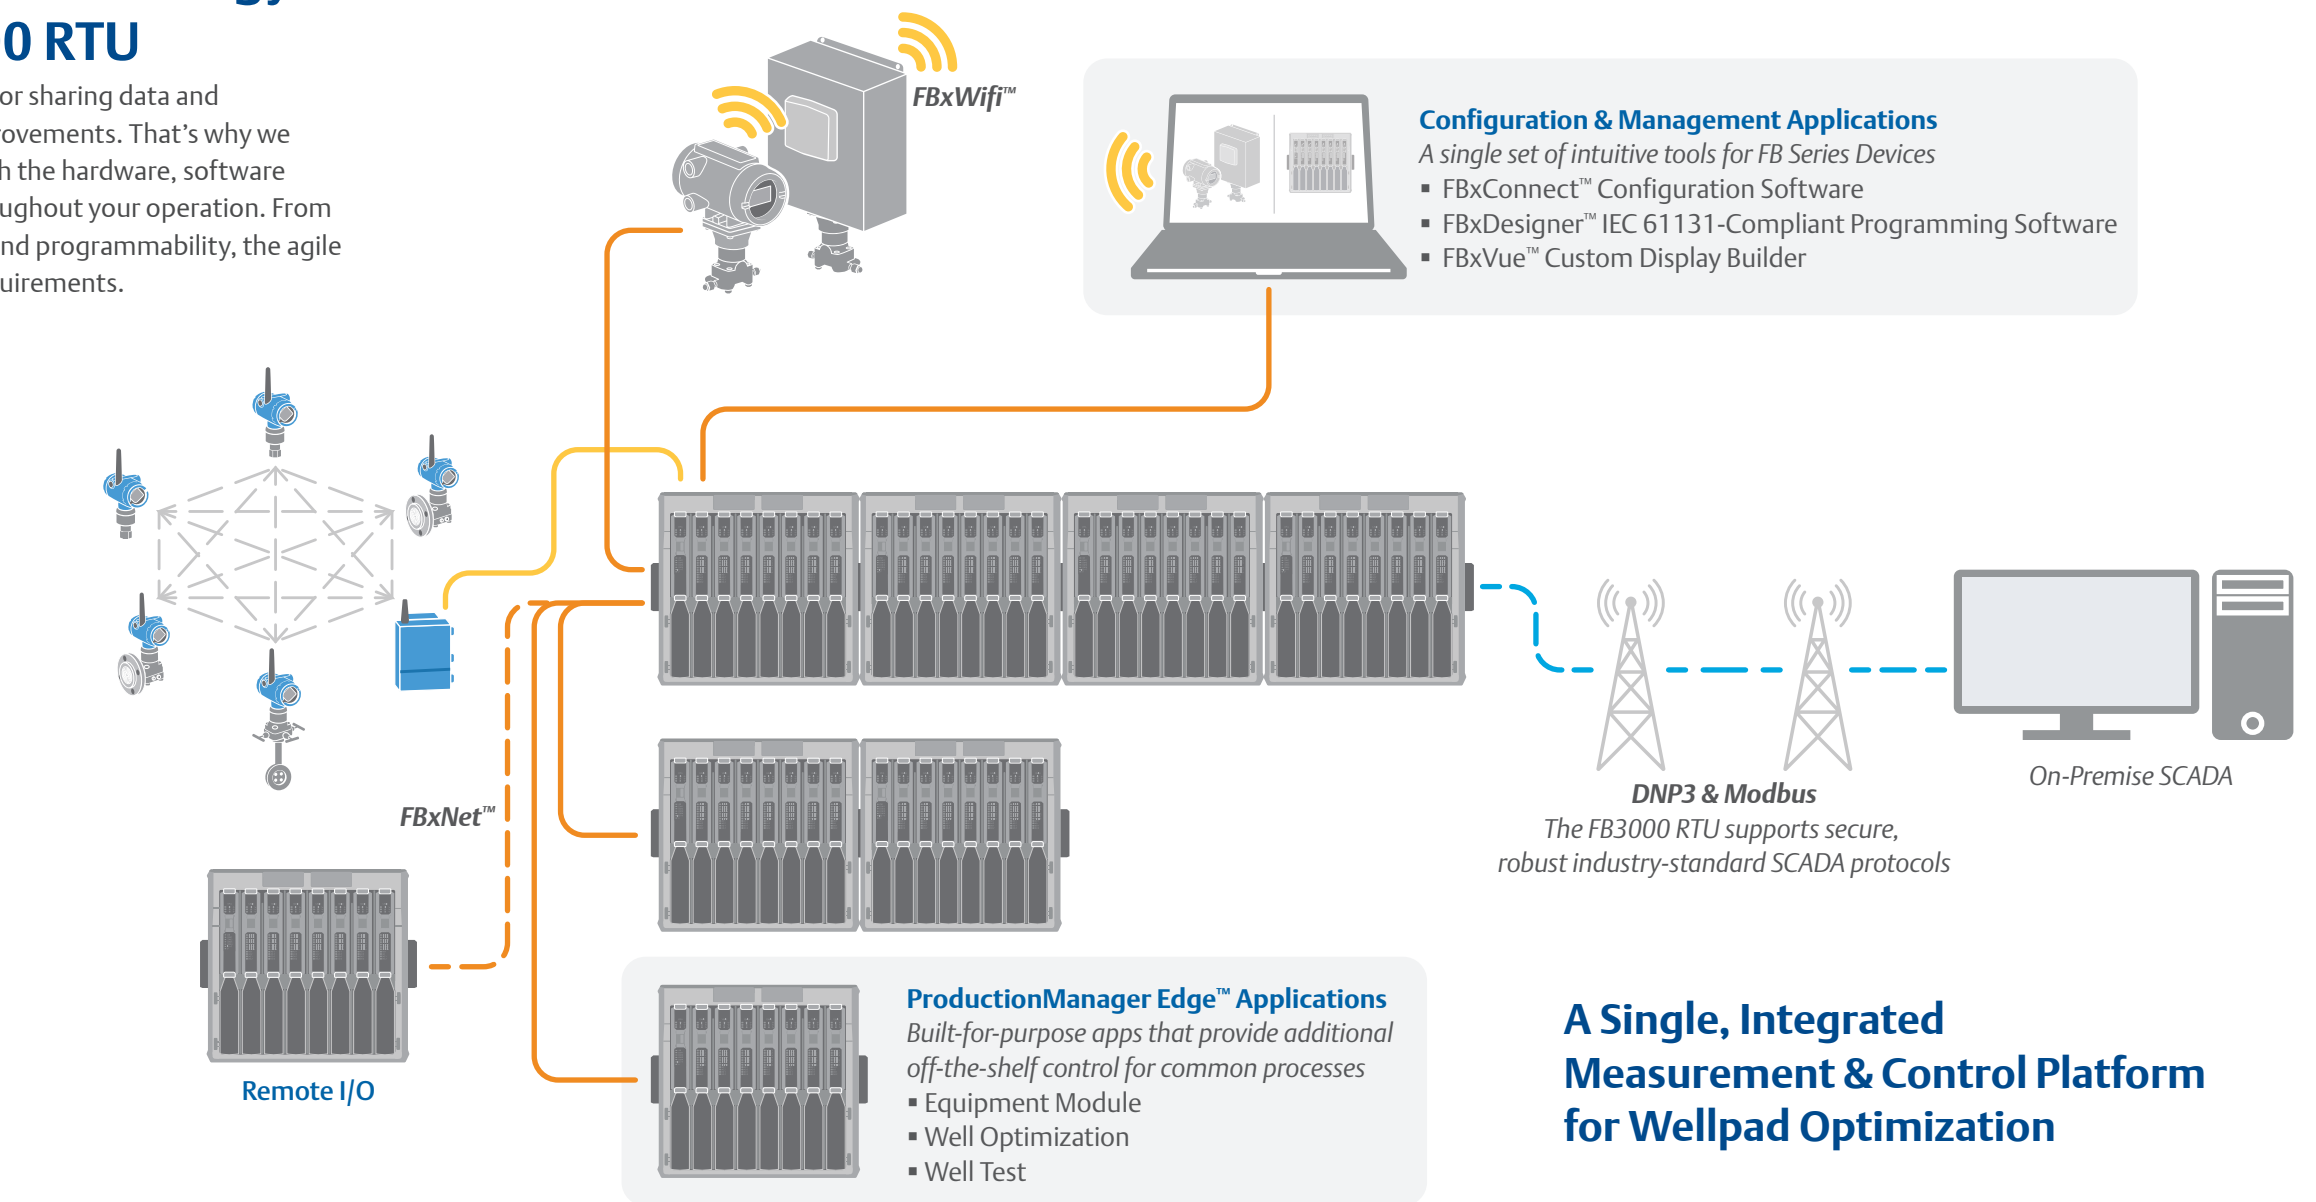 0 RTU
or sharing data and
rovements. That's why we
h the hardware, software
ughout your operation. From
nd programmability, the agile
uirements.
FBxWifi™
Configuration & Management Applications
A single set of intuitive tools for FB Series Devices
▪ FBxConnect™ Configuration Software
▪ FBxDesigner™ IEC 61131-Compliant Programming Software
▪ FBxVue™ Custom Display Builder
FBxNet™
Remote I/O
DNP3 & Modbus
The FB3000 RTU supports secure,
robust industry-standard SCADA protocols
On-Premise SCADA
ProductionManager Edge™ Applications
Built-for-purpose apps that provide additional
off-the-shelf control for common processes
▪ Equipment Module
▪ Well Optimization
▪ Well Test
A Single, Integrated
Measurement & Control Platform
for Wellpad Optimization